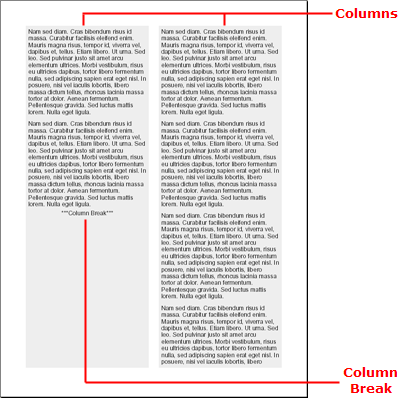 Columns
Nam sed diam. Cras bibendum risus id
massa. Curabitur facilisis eleifend enim.
Mauris magna risus, tempor id, viverra vel,
dapibus et, tellus. Etiam libero. Ut urna. Sed
leo. Sed pulvinar justo sit amet arcu
elementum ultrices. Morbi vestibulum, risus
eu ultricies dapibus, tortor libero fermentum
nulla, sed adipiscing sapien erat eget nisl. In
posuere, nisi vel iaculis lobortis, libero
massa dictum tellus, rhoncus lacinia massa
tortor at dolor. Aenean fermentum.
Pellentesque gravida. Sed luctus mattis
lorem. Nulla eget ligula.
Nam sed diam. Cras bibendum risus id
massa. Curabitur facilisis eleifend enim.
Mauris magna risus, tempor id, viverra vel,
dapibus et, tellus. Etiam libero. Ut urna. Sed
leo. Sed pulvinar justo sit amet arcu
elementum ultrices. Morbi vestibulum, risus
eu ultricies dapibus, tortor libero fermentum
nulla, sed adipiscing sapien erat eget nisl. In
posuere, nisi vel iaculis lobortis, libero
massa dictum tellus, rhoncus lacinia massa
tortor at dolor. Aenean fermentum.
Pellentesque gravida. Sed luctus mattis
lorem. Nulla eget ligula.
***Column Break***
Nam sed diam. Cras bibendum risus id
massa. Curabitur facilisis eleifend enim.
Mauris magna risus, tempor id, viverra vel,
dapibus et, tellus. Etiam libero. Ut urna. Sed
leo. Sed pulvinar justo sit amet arcu
elementum ultrices. Morbi vestibulum, risus
eu ultricies dapibus, tortor libero fermentum
nulla, sed adipiscing sapien erat eget nisl. In
posuere, nisi vel iaculis lobortis, libero
massa dictum tellus, rhoncus lacinia massa
tortor at dolor. Aenean fermentum.
Pellentesque gravida. Sed luctus mattis
lorem. Nulla eget ligula.
Nam sed diam. Cras bibendum risus id
massa. Curabitur facilisis eleifend enim.
Mauris magna risus, tempor id, viverra vel,
dapibus et, tellus. Etiam libero. Ut urna. Sed
leo. Sed pulvinar justo sit amet arcu
elementum ultrices. Morbi vestibulum, risus
eu ultricies dapibus, tortor libero fermentum
nulla, sed adipiscing sapien erat eget nisl. In
posuere, nisi vel iaculis lobortis, libero
massa dictum tellus, rhoncus lacinia massa
tortor at dolor. Aenean fermentum.
Pellentesque gravida. Sed luctus mattis
lorem. Nulla eget ligula.
Nam sed diam. Cras bibendum risus id
massa. Curabitur facilisis eleifend enim.
Mauris magna risus, tempor id, viverra vel,
dapibus et, tellus. Etiam libero. Ut urna. Sed
leo. Sed pulvinar justo sit amet arcu
elementum ultrices. Morbi vestibulum, risus
eu ultricies dapibus, tortor libero fermentum
nulla, sed adipiscing sapien erat eget nisl. In
posuere, nisi vel iaculis lobortis, libero
massa dictum tellus, rhoncus lacinia massa
tortor at dolor. Aenean fermentum.
Pellentesque gravida. Sed luctus mattis
lorem. Nulla eget ligula.
Nam sed diam. Cras bibendum risus id
massa. Curabitur facilisis eleifend enim.
Mauris magna risus, tempor id, viverra vel,
dapibus et, tellus. Etiam libero. Ut urna. Sed
leo. Sed pulvinar justo sit amet arcu
elementum ultrices. Morbi vestibulum, risus
eu ultricies dapibus, tortor libero fermentum
nulla, sed adipiscing sapien erat eget nisl. In
posuere, nisi vel iaculis lobortis, libero
Column
Break